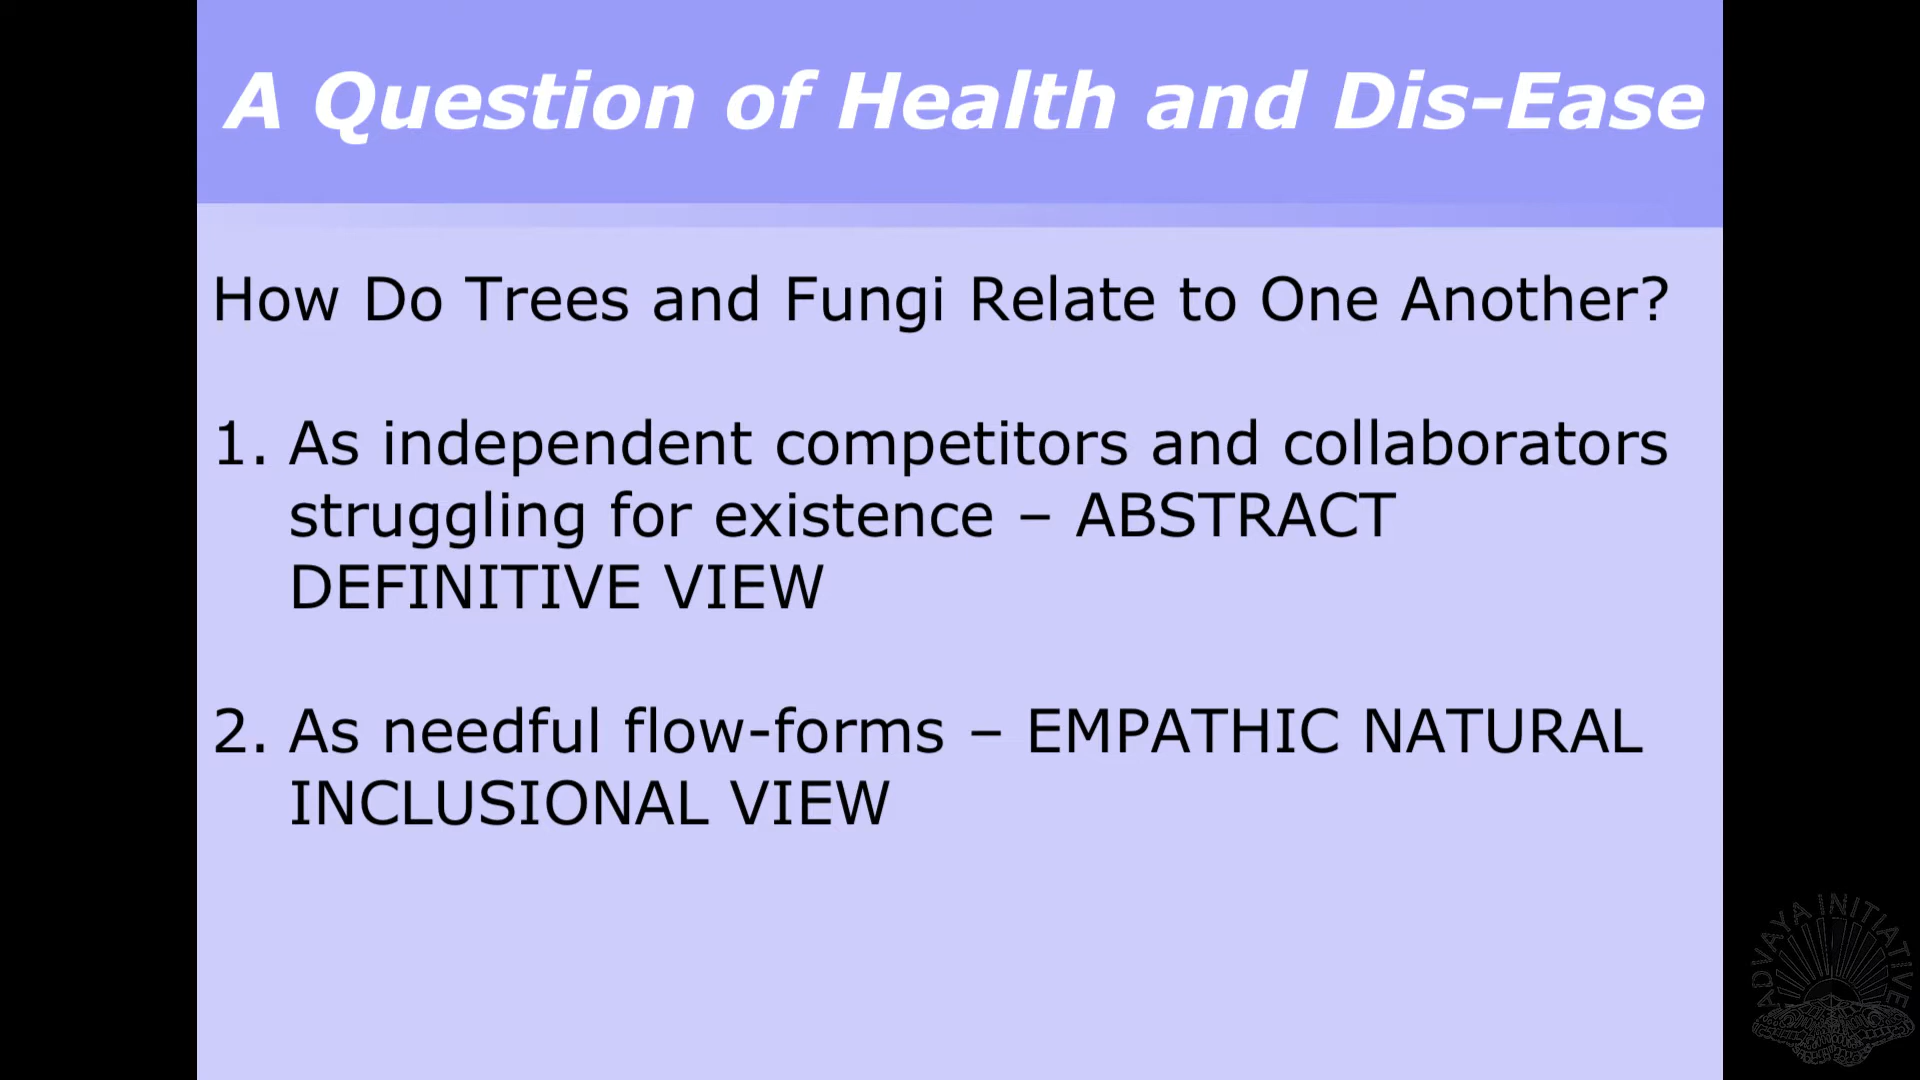 A Question of Health and Dis-Ease
How Do Trees and Fungi Relate to One Another?
1. As independent competitors and collaborators
struggling for existence – ABSTRACT
DEFINITIVE VIEW
2. As needful flow-forms – EMPATHIC NATURAL
INCLUSIONAL VIEW
ADVAYA INITIATIVE